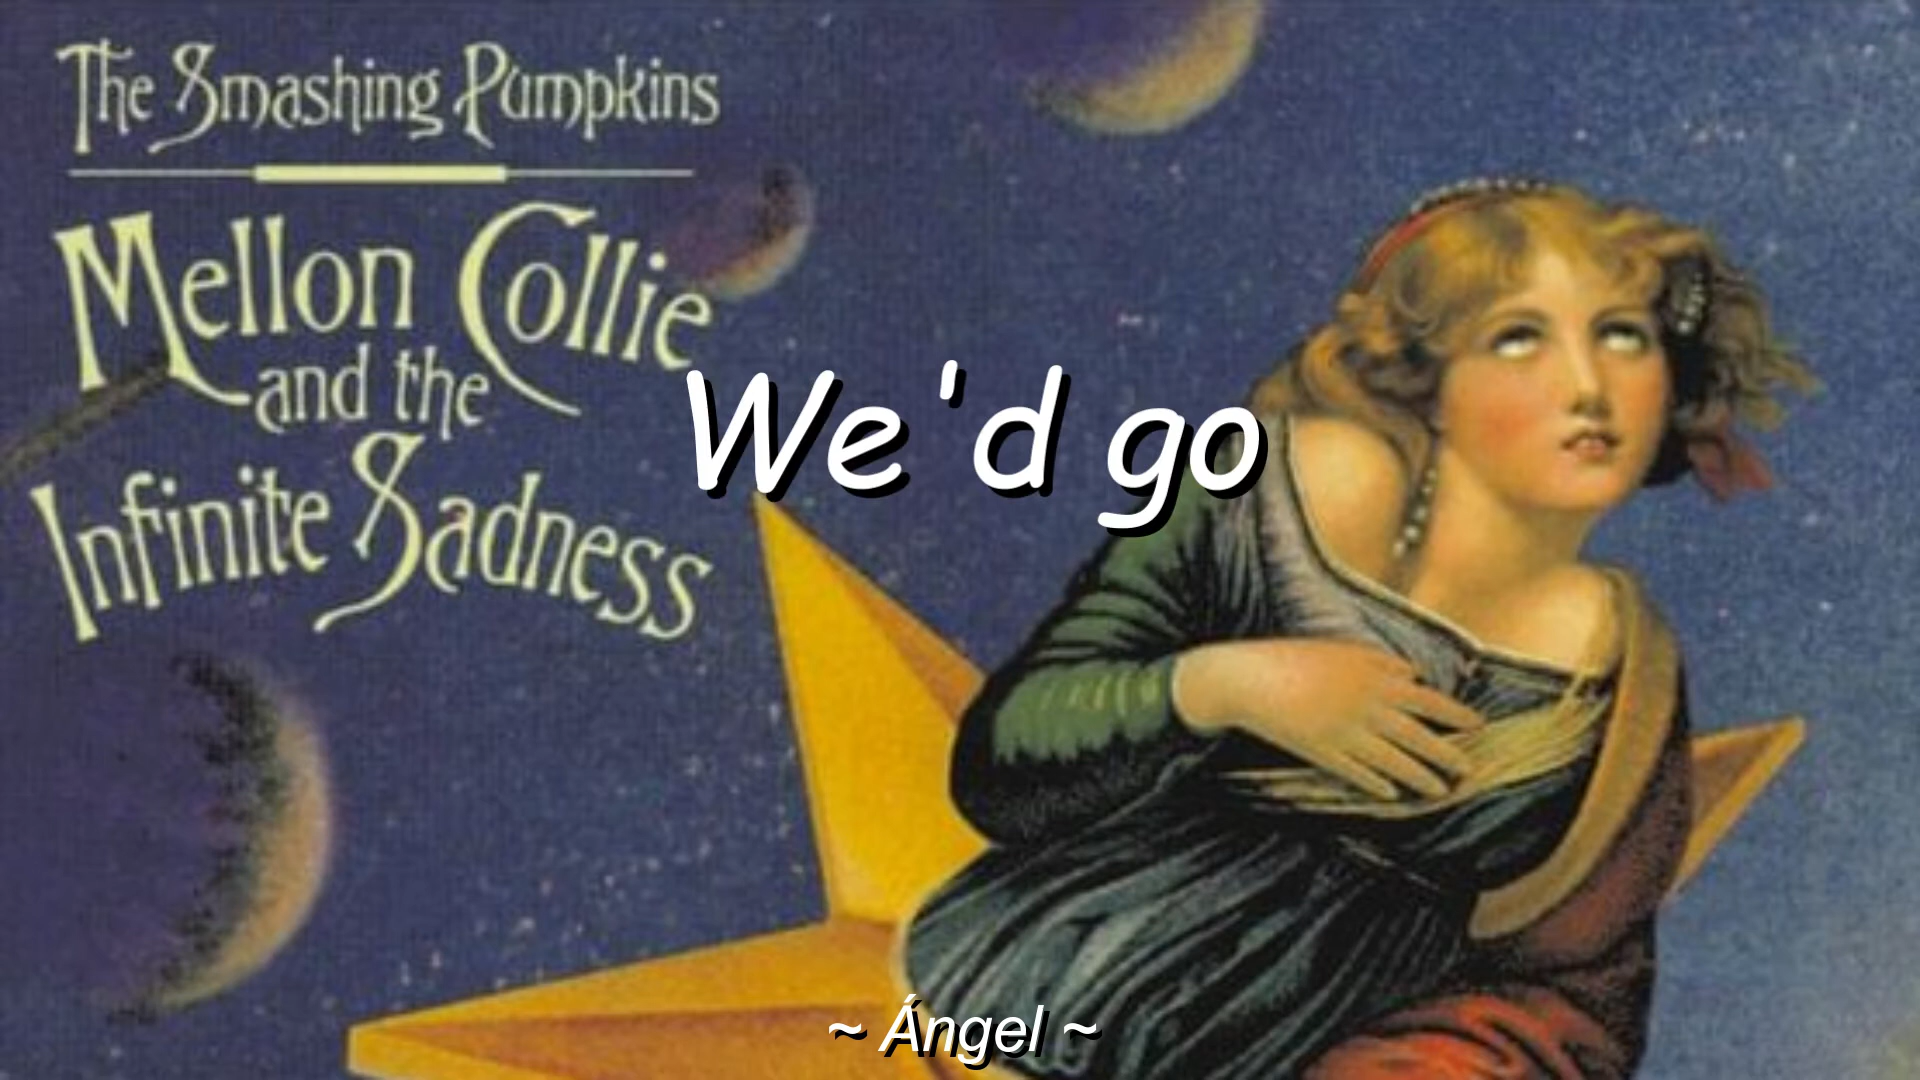 The Smashing Pumpkins
Mellon Collie
and the
Infinite Sadness
We'd go
~ Ángel ~